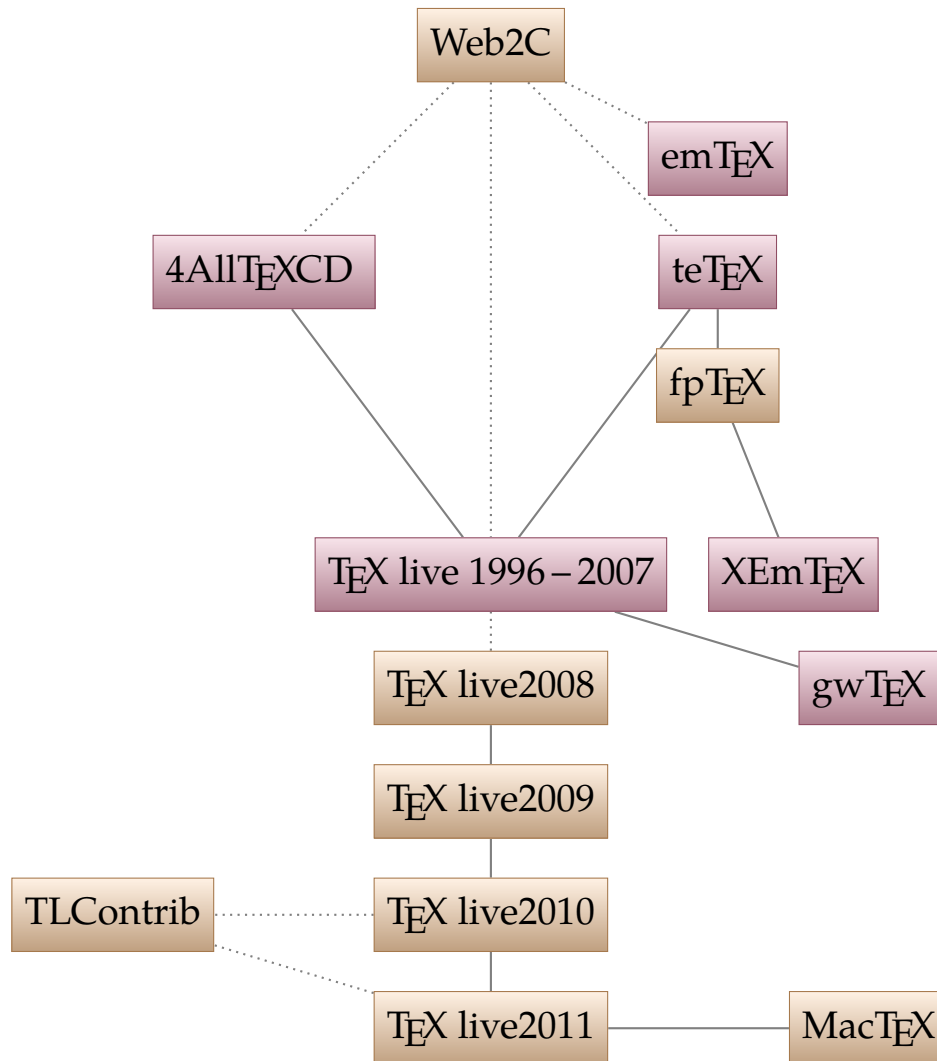 Web2C
emTEX
4AllTEXCD
teTEX
fpTEX
TEX live 1996 – 2007
XEmTEX
TEX live2008
gwTEX
TEX live2009
TLContrib
TEX live2010
TEX live2011
MacTEX